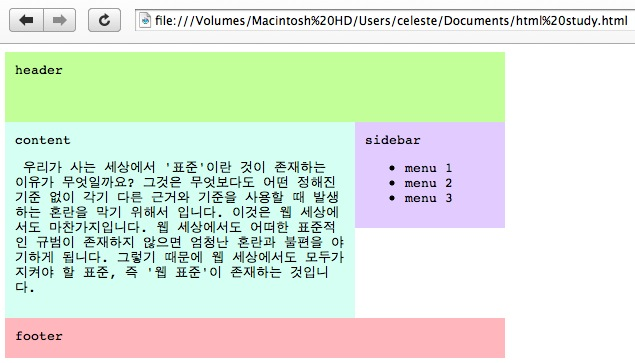 file:///Volumes/Macintosh%20HD/Users/celeste/Documents/html%20study.html
header
content
우리가 사는 세상에서 '표준'이란 것이 존재하는
이유가 무엇일까요? 그것은 무엇보다도 어떤 정해진
기준 없이 각기 다른 근거와 기준을 사용할 때 발생
하는 혼란을 막기 위해서 입니다. 이것은 웹 세상에
서도 마찬가지입니다. 웹 세상에서도 어떠한 표준적
인 규범이 존재하지 않으면 엄청난 혼란과 불편을 야
기하게 됩니다. 그렇기 때문에 웹 세상에서도 모두가
지켜야 할 표준, 즉 '웹 표준'이 존재하는 것입니
다.
sidebar
• menu 1
• menu 2
• menu 3
footer